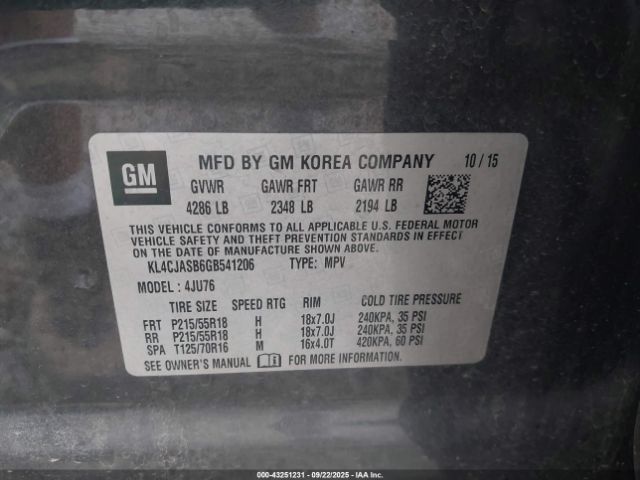 GM MFD BY GM KOREA COMPANY 10/15
GVWR GAWR FRT GAWR RR
4286 LB 2348 LB 2194 LB
THIS VEHICLE CONFORMS TO ALL APPLICABLE U.S. FEDERAL MOTOR
VEHICLE SAFETY AND THEFT PREVENTION STANDARDS IN EFFECT
ON THE DATE OF MANUFACTURE SHOWN ABOVE.
KL4CJASB6GB541206 TYPE: MPV
MODEL: 4JU76
TIRE SIZE SPEED RTG RIM COLD TIRE PRESSURE
FRT P215/55R18 H 18x7.0J 240KPA, 35 PSI
RR P215/55R18 H 18x7.0J 240KPA, 35 PSI
SPA T125/70R16 M 16x4.0T 420KPA, 60 PSI
SEE OWNER'S MANUAL FOR MORE INFORMATION
000-43251231 - 09/22/2025 - IAAI.com